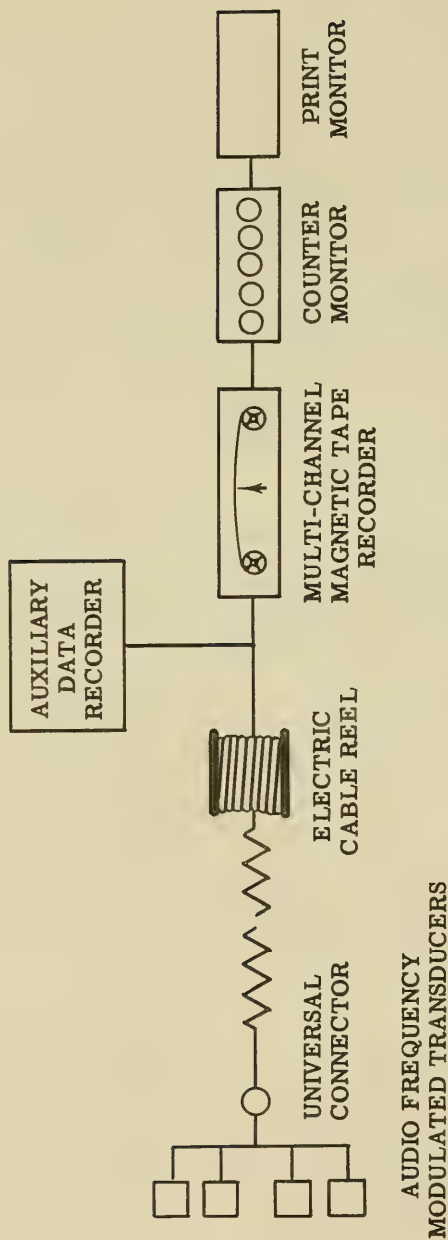 AUXILIARY
DATA
RECORDER
AUDIO FREQUENCY
MODULATED TRANSDUCERS
UNIVERSAL
CONNECTOR
ELECTRIC
CABLE REEL
MULTI-CHANNEL
MAGNETIC TAPE
RECORDER
COUNTER
MONITOR
PRINT
MONITOR